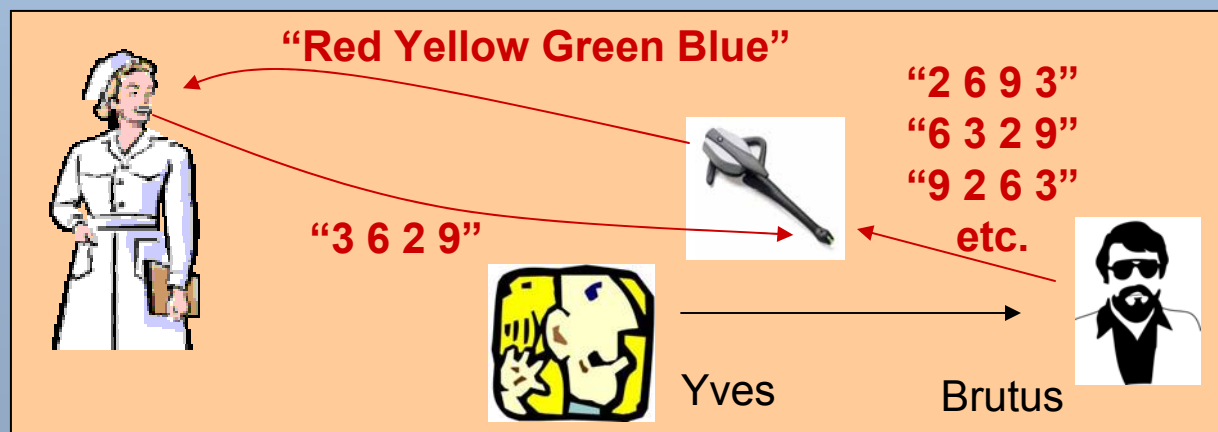 “Red Yellow Green Blue”
“2 6 9 3”
“6 3 2 9”
“9 2 6 3”
etc.
“3 6 2 9”
Yves
Brutus